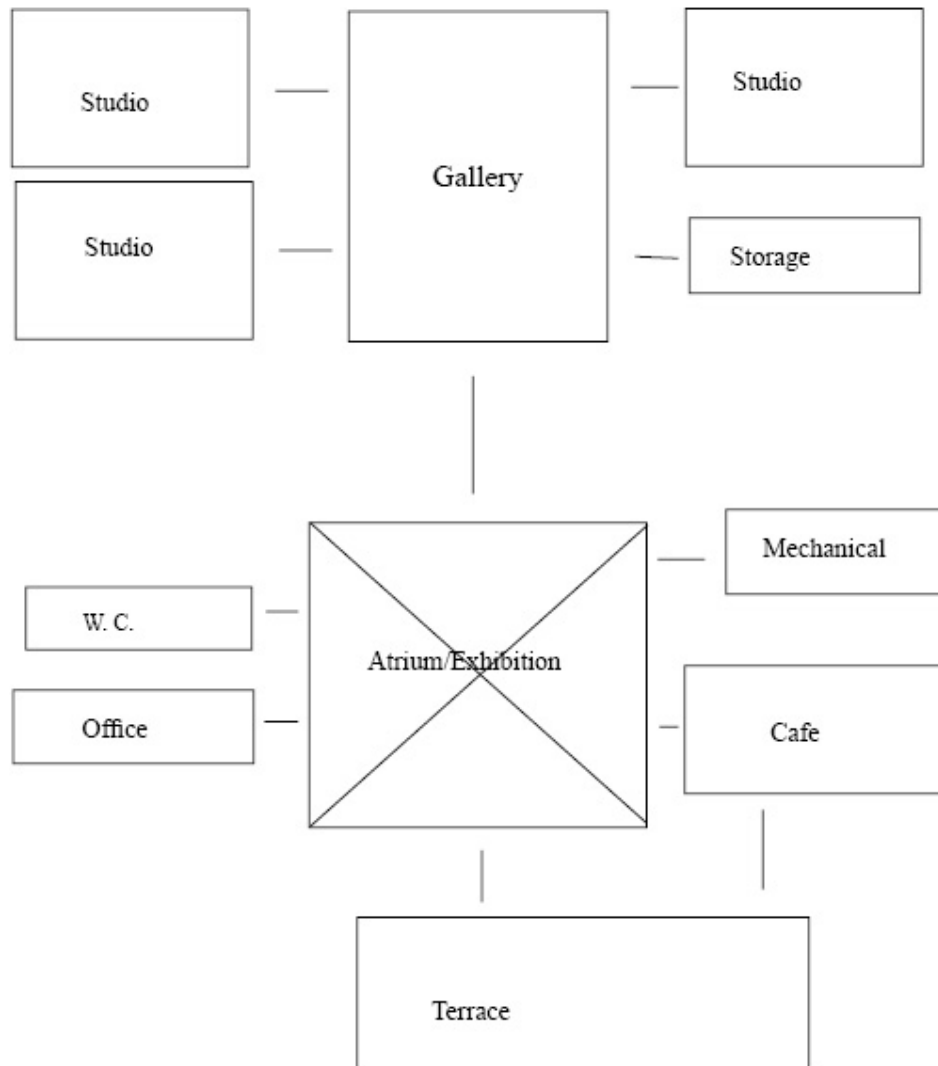 Studio
Studio
Gallery
Studio
Storage
Mechanical
W. C.
Atrium/Exhibition
Office
Cafe
Terrace